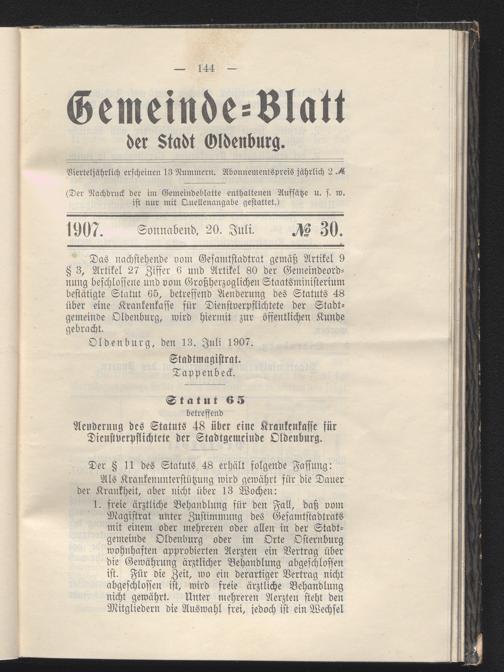 — 144 —
Gemeinde=Blatt
der Stadt Oldenburg.
Vierteljährlich erscheinen 13 Nummern. Abonnementspreis jährlich 2 ℳ
(Der Nachdruck der im Gemeindeblatte enthaltenen Aufsätze u. s. w.
ist nur mit Quellenangabe gestattet.)
1907. Sonnabend, 20. Juli. № 30.
Das nachstehende vom Gesamtstadtrat gemäß Artikel 9
§ 3, Artikel 27 Ziffer 6 und Artikel 80 der Gemeindeord-
nung beschlossene und vom Großherzoglichen Staatsministerium
bestätigte Statut 65, betreffend Aenderung des Statuts 48
über eine Krankenkasse für Dienstverpflichtete der Stadt-
gemeinde Oldenburg, wird hiermit zur öffentlichen Kunde
gebracht.
Oldenburg, den 13. Juli 1907.
Stadtmagistrat.
Tappenbeck.
Statut 65
betreffend
Aenderung des Statuts 48 über eine Krankenkasse für
Dienstverpflichtete der Stadtgemeinde Oldenburg.
Der § 11 des Statuts 48 erhält folgende Fassung:
Als Krankenunterstützung wird gewährt für die Dauer
der Krankheit, aber nicht über 13 Wochen:
1. freie ärztliche Behandlung für den Fall, daß vom
Magistrat unter Zustimmung des Gesamtstadtrats
mit einem oder mehreren oder allen in der Stadt-
gemeinde Oldenburg oder im Orte Osternburg
wohnhaften approbierten Aerzten ein Vertrag über
die Gewährung ärztlicher Behandlung abgeschlossen
ist. Für die Zeit, wo ein derartiger Vertrag nicht
abgeschlossen ist, wird freie ärztliche Behandlung
nicht gewährt. Unter mehreren Aerzten steht den
Mitgliedern die Auswahl frei, jedoch ist ein Wechsel